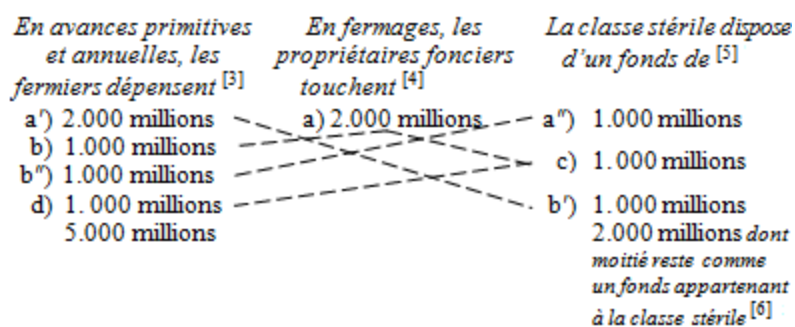 En avances primitives
et annuelles, les
fermiers dépensent [3]
a') 2.000 millions
b) 1.000 millions
b") 1.000 millions
d) 1. 000 millions
5.000 millions
En fermages, les
propriétaires fonciers
touchent [4]
a) 2.000 millions
La classe stérile dispose
d'un fonds de [5]
a") 1.000 millions
c) 1.000 millions
b') 1.000 millions
2.000 millions dont
moitié reste comme
un fonds appartenant
à la classe stérile [6]